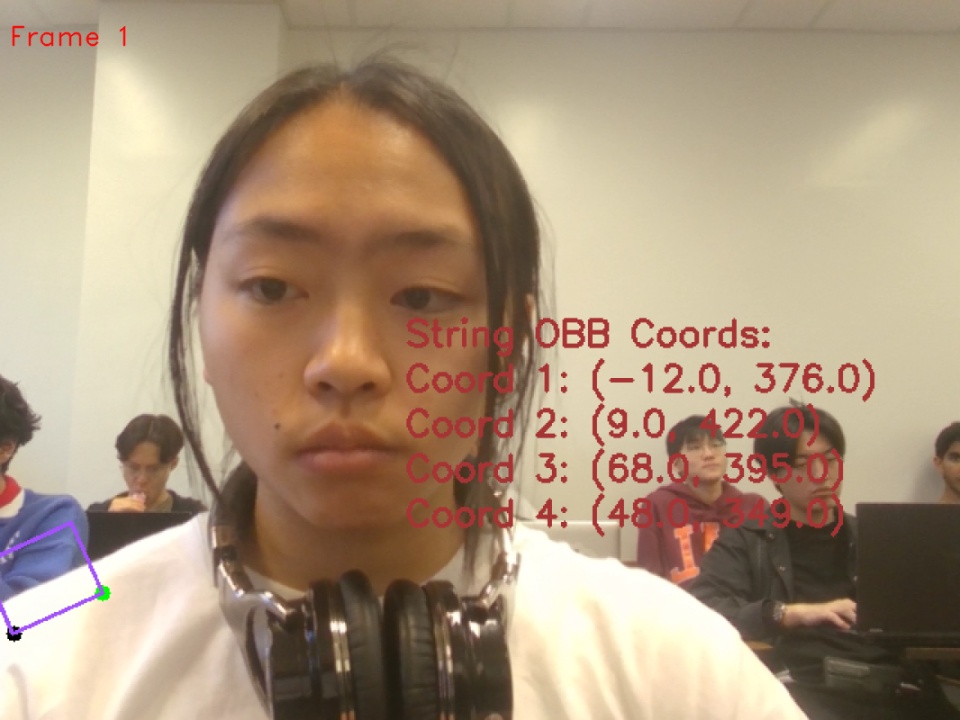 Frame 1
String OBB Coords:
Coord 1: (-12.0, 376.0)
Coord 2: (9.0, 422.0)
Coord 3: (68.0, 395.0)
Coord 4: (48.0, 349.0)